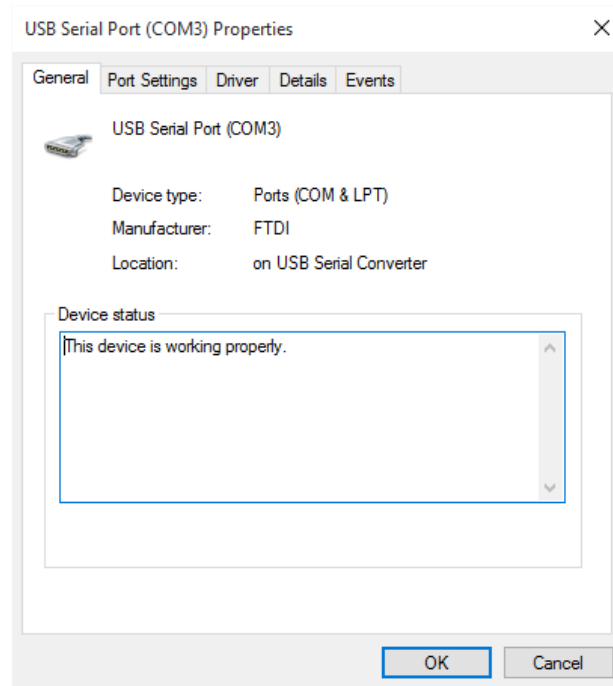 USB Serial Port (COM3) Properties
General Port Settings Driver Details Events
USB Serial Port (COM3)
Device type: Ports (COM & LPT)
Manufacturer: FTDI
Location: on USB Serial Converter
Device status
This device is working properly.
OK Cancel